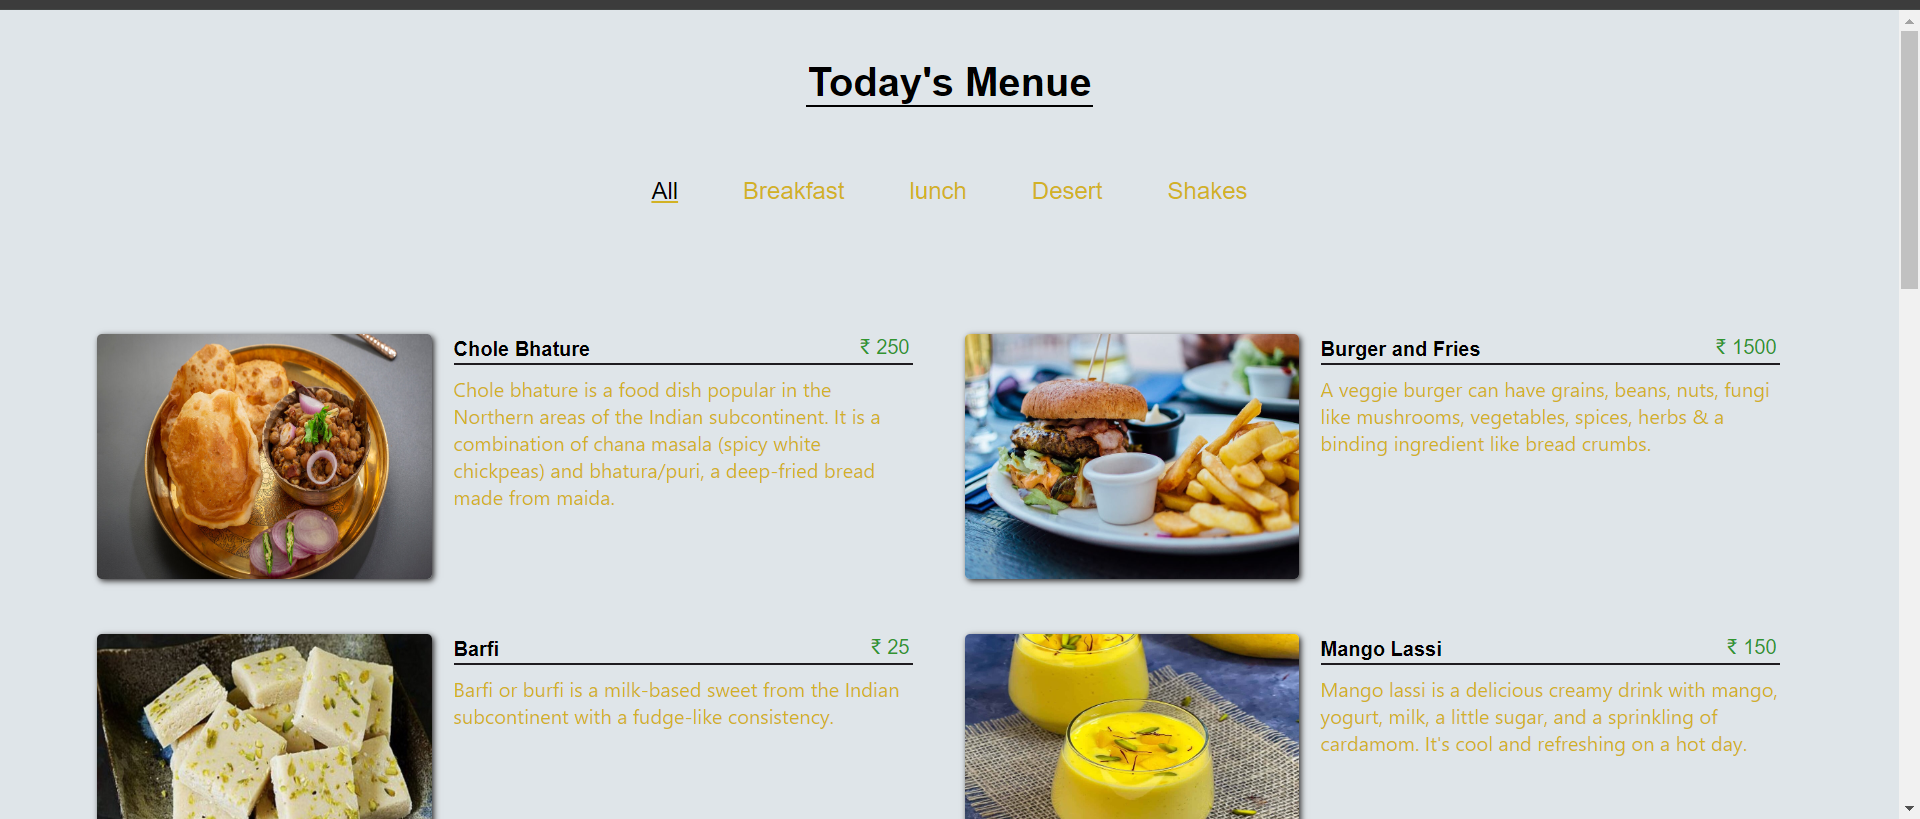 Today's Menue
All Breakfast lunch Desert Shakes
Chole Bhature ₹ 250
Chole bhature is a food dish popular in the
Northern areas of the Indian subcontinent. It is a
combination of chana masala (spicy white
chickpeas) and bhatura/puri, a deep-fried bread
made from maida.
Burger and Fries ₹ 1500
A veggie burger can have grains, beans, nuts, fungi
like mushrooms, vegetables, spices, herbs & a
binding ingredient like bread crumbs.
Barfi ₹ 25
Barfi or burfi is a milk-based sweet from the Indian
subcontinent with a fudge-like consistency.
Mango Lassi ₹ 150
Mango lassi is a delicious creamy drink with mango,
yogurt, milk, a little sugar, and a sprinkling of
cardamom. It's cool and refreshing on a hot day.